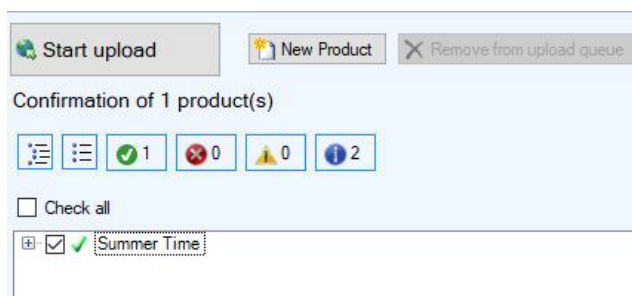 Start upload
New Product
Remove from upload queue
Confirmation of 1 product(s)
1
0
0
2
Check all
Summer Time